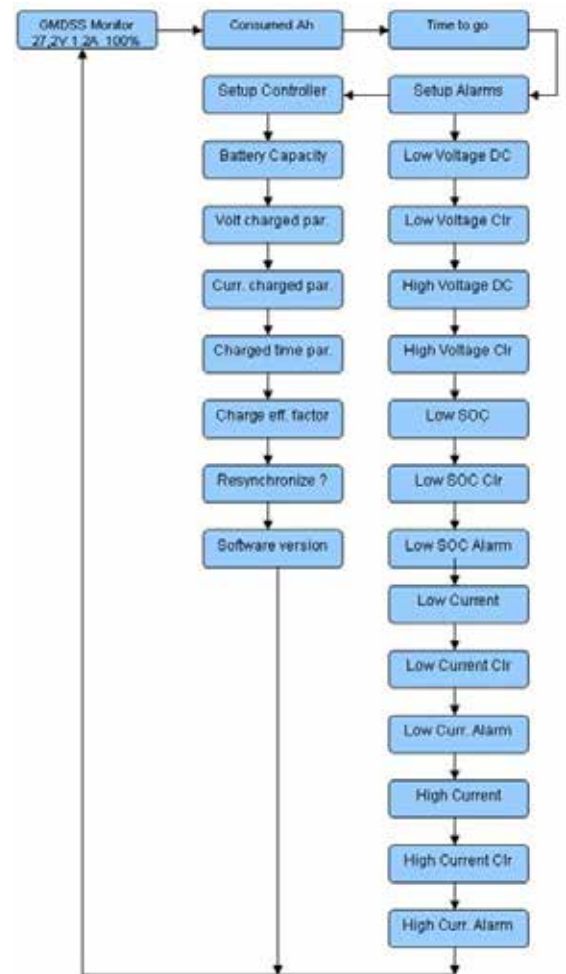 GMDSS Monitor
27,2V 1.2A 100%
Consumed Ah
Time to go
Setup Controller
Setup Alarms
Battery Capacity
Low Voltage DC
Volt charged par.
Low Voltage Clr
Curr. charged par.
High Voltage DC
Charged time par.
High Voltage Clr
Charge eff. factor
Low SOC
Resynchronize ?
Low SOC Clr
Software version
Low SOC Alarm
Low Current
Low Current Clr
Low Curr. Alarm
High Current
High Current Clr
High Curr. Alarm